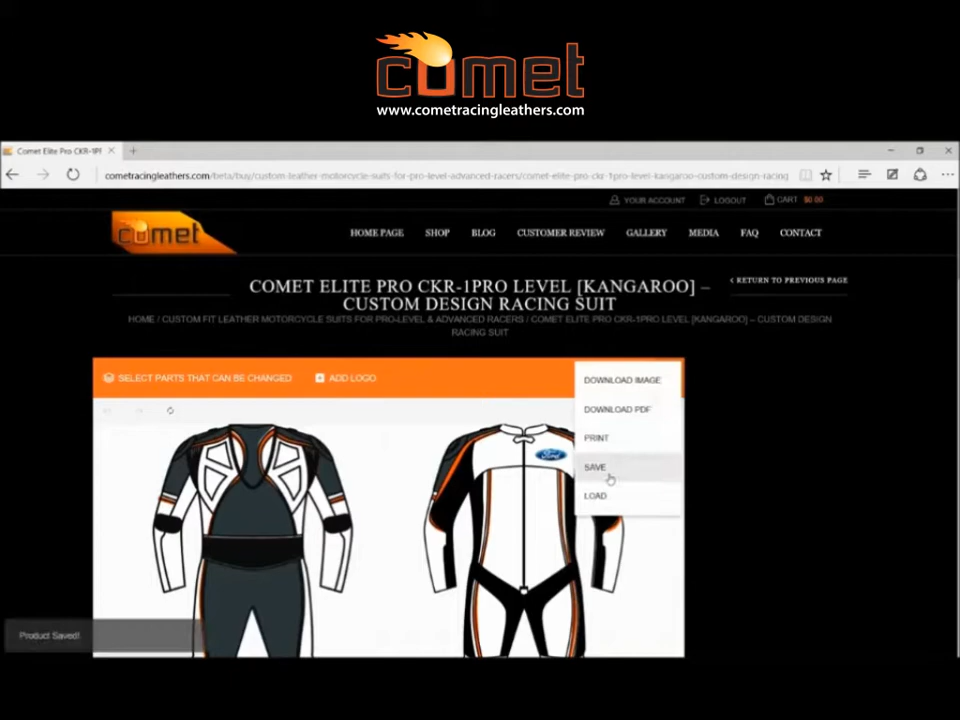 comet
www.cometracingleathers.com
Comet Elite Pro CKR-1PF
cometracingleathers.com/beta/buy/custom-leather-motorcycle-suits-for-pro-level-advanced-racers/comet-elite-pro-ckr-1pro-level-kangaroo-custom-design-racing
YOUR ACCOUNT LOGOUT CART $0.00
comet
HOME PAGE SHOP BLOG CUSTOMER REVIEW GALLERY MEDIA FAQ CONTACT
COMET ELITE PRO CKR-1PRO LEVEL [KANGAROO] –
CUSTOM DESIGN RACING SUIT
< RETURN TO PREVIOUS PAGE
HOME / CUSTOM FIT LEATHER MOTORCYCLE SUITS FOR PRO-LEVEL & ADVANCED RACERS / COMET ELITE PRO CKR-1PRO LEVEL [KANGAROO] – CUSTOM DESIGN
RACING SUIT
SELECT PARTS THAT CAN BE CHANGED ADD LOGO
DOWNLOAD IMAGE
DOWNLOAD PDF
PRINT
SAVE
LOAD
Ford
Product Saved!